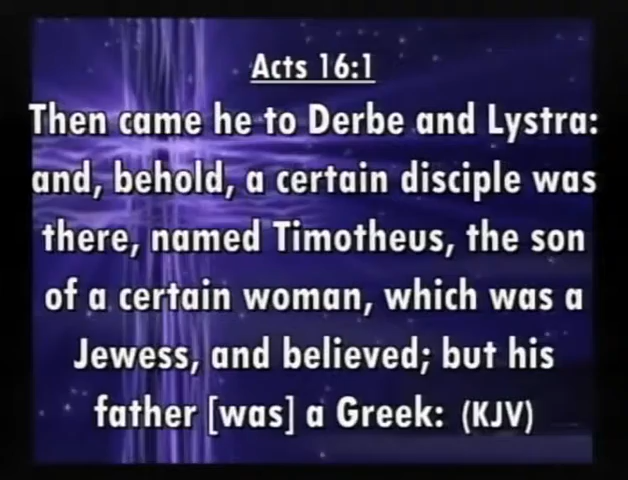 Acts 16:1
Then came he to Derbe and Lystra:
and, behold, a certain disciple was
there, named Timotheus, the son
of a certain woman, which was a
Jewess, and believed; but his
father [was] a Greek: (KJV)